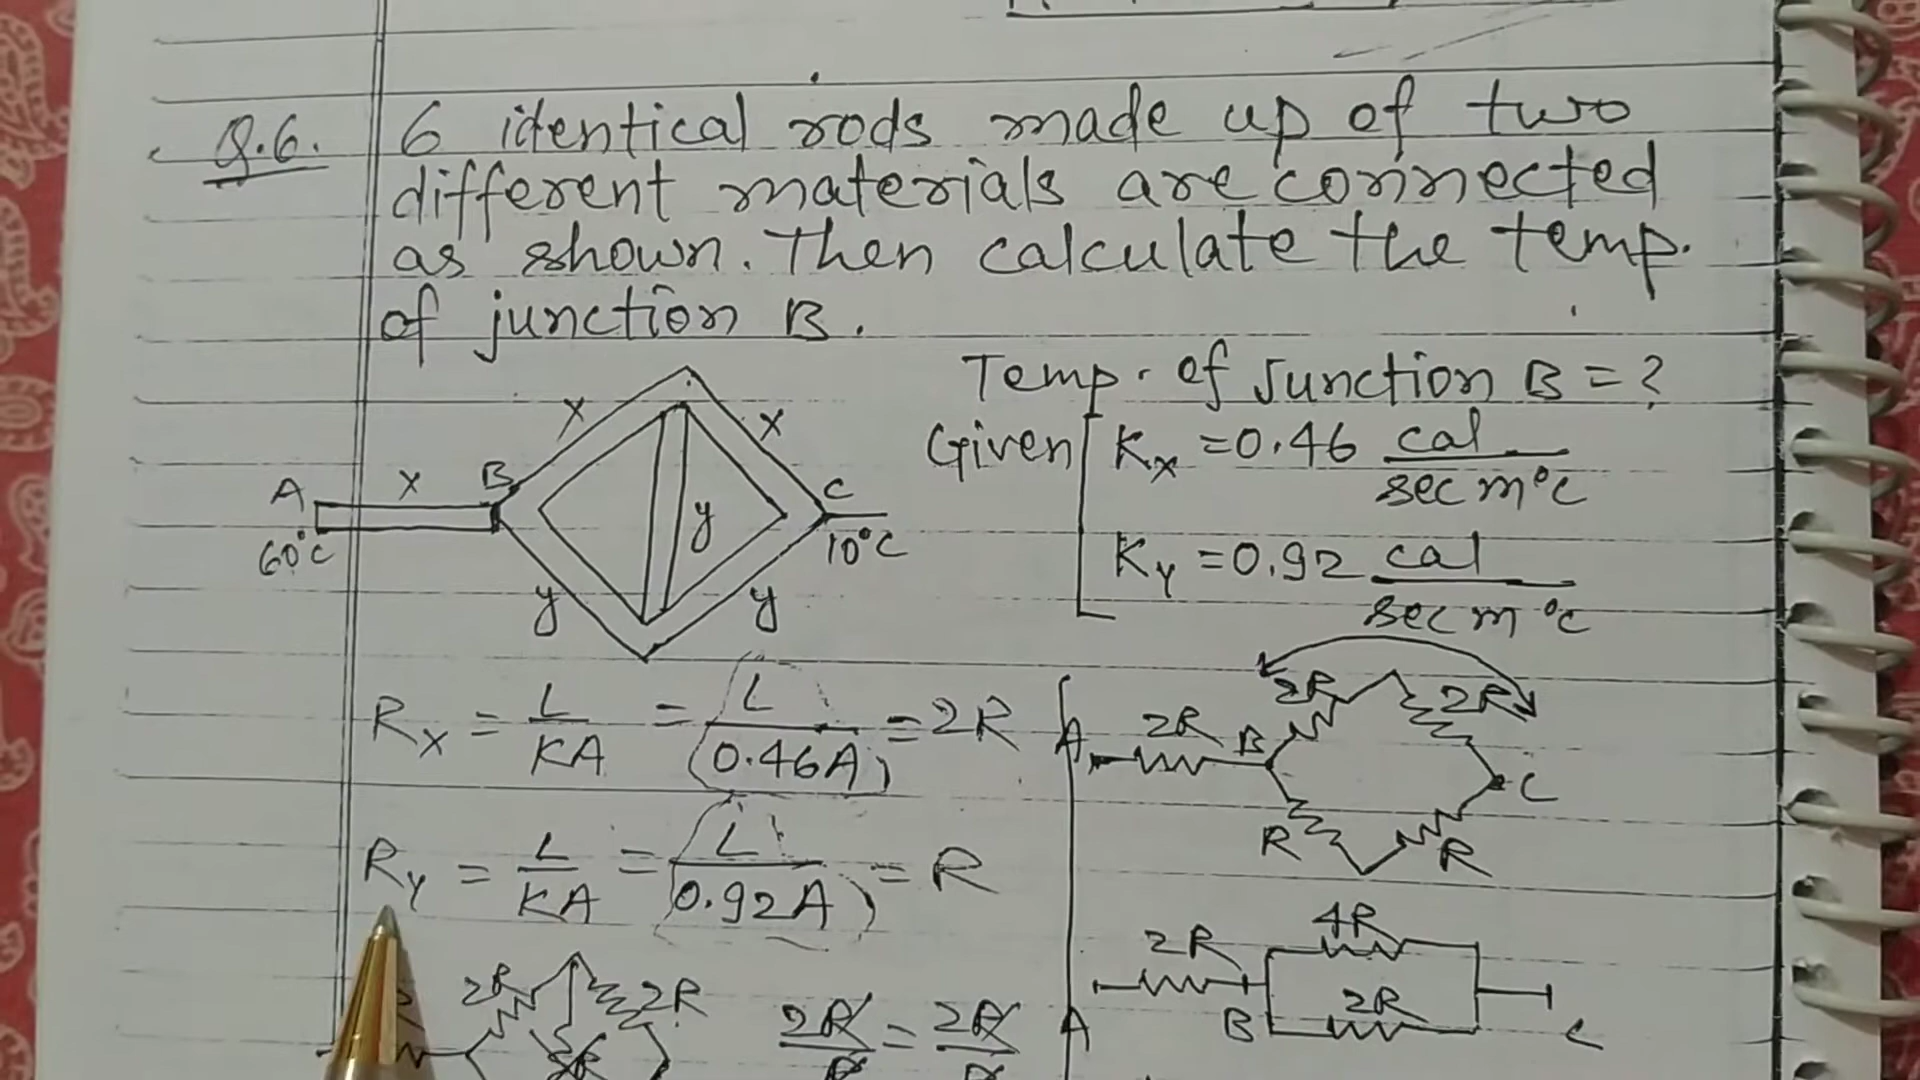 Q.6. 6 identical rods made up of two
different materials are connected
as shown. Then calculate the temp.
of junction B.
Temp. of Junction B = ?
Given Kx = 0.46 cal / sec m°C
Ky = 0.92 cal / sec m °C
x x
A x B C
60°C y 10°C
y y
Rx = L / KA = L / (0.46A) = 2R
Ry = L / KA = L / 0.92A) = R
2R 2R
A 2R B C
R R
4R
2R
2R
A B C
2R 2R
2R = 2R